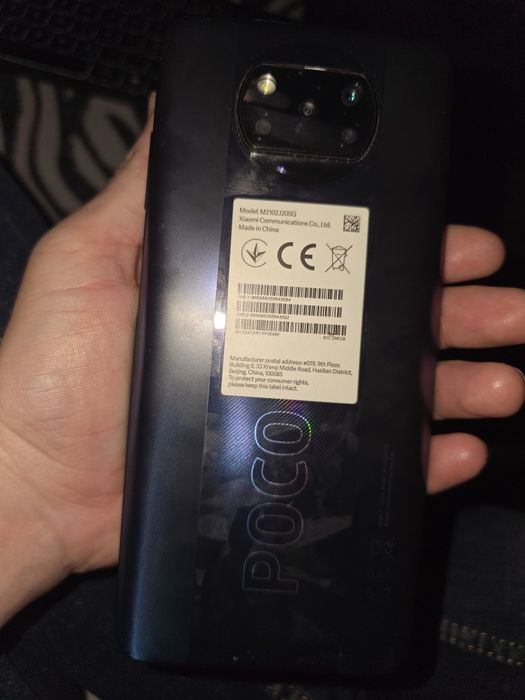 Model: M2102J20SG
Xiaomi Communications Co., Ltd.
Made in China
CE
Manufacturer postal address: #019, 9th Floor,
Building 6, 33 Xi'erqi Middle Road, Haidian District,
Beijing, China, 100085
To protect your consumer rights,
please keep this label intact.
POCO